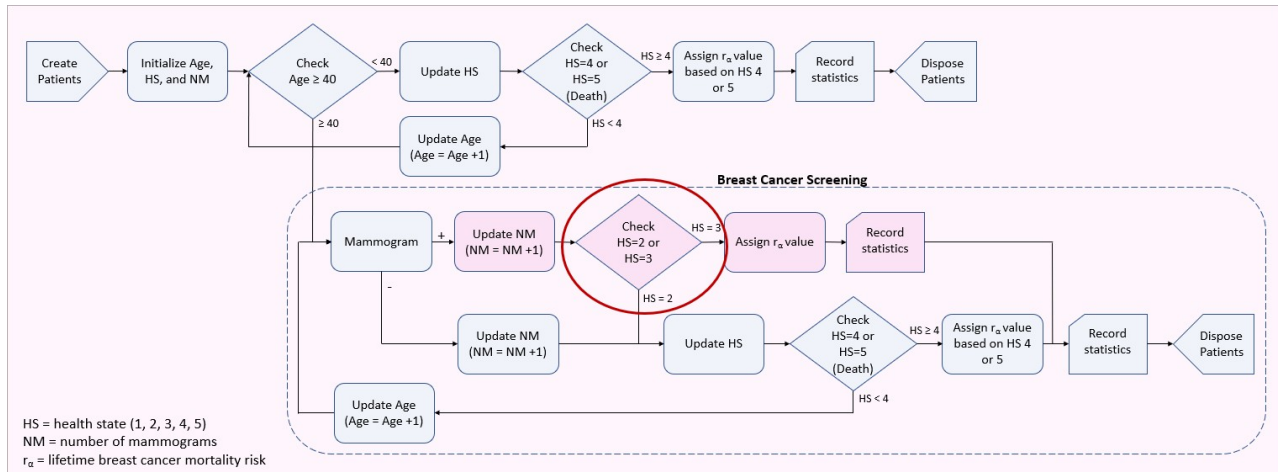 Create
Patients
Initialize Age,
HS, and NM
Check
Age ≥ 40
< 40
≥ 40
Update HS
Check
HS=4 or
HS=5
(Death)
HS ≥ 4
HS < 4
Assign rα value
based on HS 4
or 5
Record
statistics
Dispose
Patients
Update Age
(Age = Age +1)
Breast Cancer Screening
Mammogram
+
-
Update NM
(NM = NM +1)
Check
HS=2 or
HS=3
HS = 3
HS = 2
Assign rα value
Record
statistics
Update NM
(NM = NM +1)
Update HS
Check
HS=4 or
HS=5
(Death)
HS ≥ 4
HS < 4
Assign rα value
based on HS 4
or 5
Record
statistics
Dispose
Patients
Update Age
(Age = Age +1)
HS = health state (1, 2, 3, 4, 5)
NM = number of mammograms
rα = lifetime breast cancer mortality risk